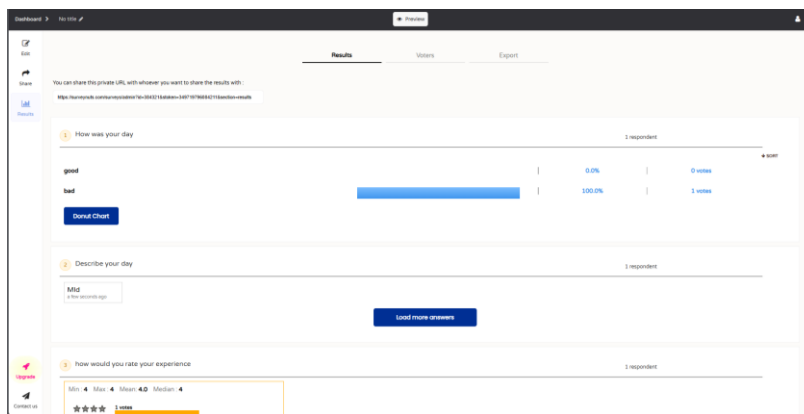 Dashboard > No title
Preview
Edit
Share
Results
Results Voters Export
You can share this private URL with whoever you want to share the results with :
1 How was your day 1 respondent
SORT
good 0.0% 0 votes
bad 100.0% 1 votes
Donut Chart
2 Describe your day 1 respondent
Mid
a few seconds ago
Load more answers
3 how would you rate your experience 1 respondent
Min : 4 Max : 4 Mean: 4.0 Median : 4
1 votes
Upgrade
Contact us